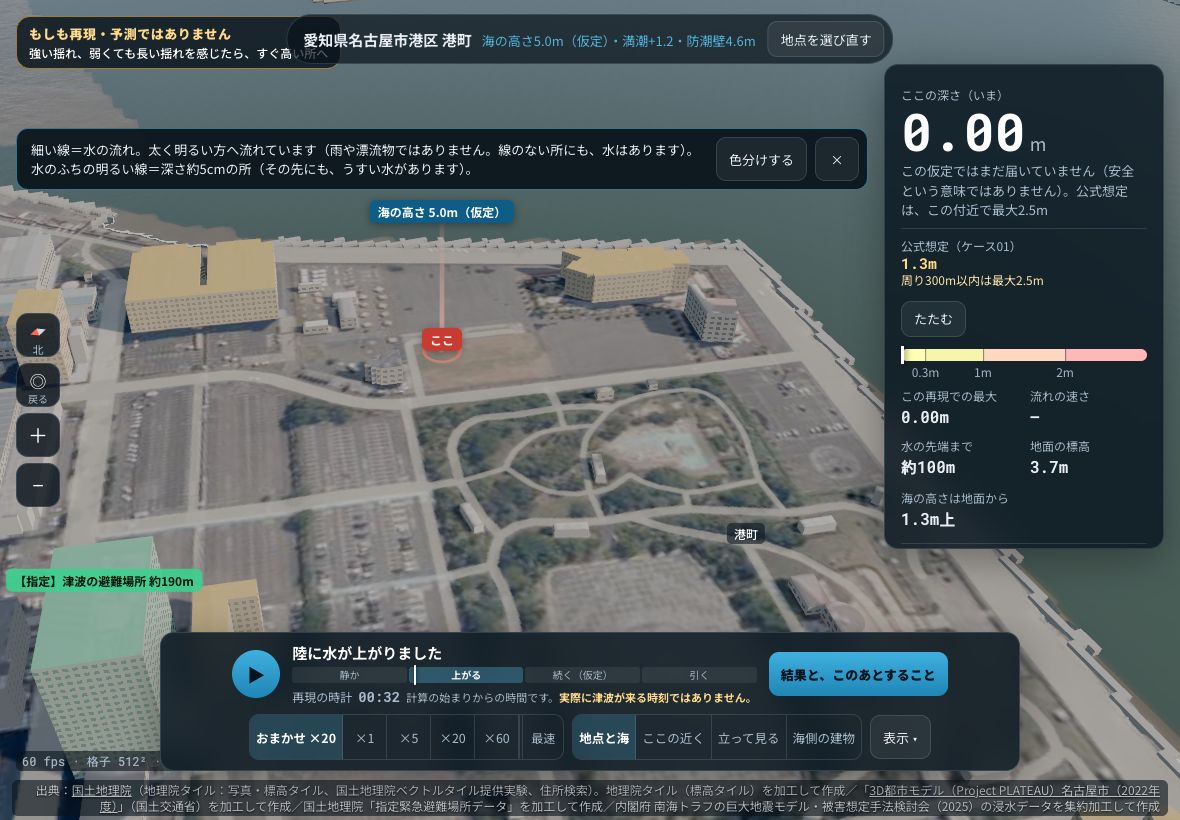 もしも再現・予測ではありません
強い揺れ、弱くても長い揺れを感じたら、すぐ高い所へ
愛知県名古屋市港区 港町 海の高さ5.0m（仮定）・満潮+1.2・防潮壁4.6m 地点を選び直す
細い線＝水の流れ。太く明るい方へ流れています（雨や漂流物ではありません。線のない所にも、水はあります）。
水のふちの明るい線＝深さ約5cmの所（その先にも、うすい水があります）。
色分けする ×
ここの深さ（いま）
0.00 m
この仮定ではまだ届いていません（安全
という意味ではありません）。公式想定
は、この付近で最大2.5m
公式想定（ケース01）
1.3m
周り300m以内は最大2.5m
たたむ
0.3m 1m 2m
この再現での最大 流れの速さ
0.00m –
水の先端まで 地面の標高
約100m 3.7m
海の高さは地面から
1.3m上
海の高さ 5.0m（仮定）
ここ
北
◎
戻る
+
−
港町
【指定】津波の避難場所 約190m
陸に水が上がりました
静か 上がる 続く（仮定） 引く
再現の時計 00:32 計算の始まりからの時間です。実際に津波が来る時刻ではありません。
結果と、このあとすること
おまかせ ×20 ×1 ×5 ×20 ×60 最速 地点と海 ここの近く 立って見る 海側の建物 表示 ▾
60 fps · 格子 512² ·
出典：国土地理院（地理院タイル：写真・標高タイル、国土地理院ベクトルタイル提供実験、住所検索）。地理院タイル（標高タイル）を加工して作成／「3D都市モデル（Project PLATEAU）名古屋市（2022年
度）」（国土交通省）を加工して作成／国土地理院「指定緊急避難場所データ」を加工して作成／内閣府 南海トラフの巨大地震モデル・被害想定手法検討会（2025）の浸水データを集約加工して作成